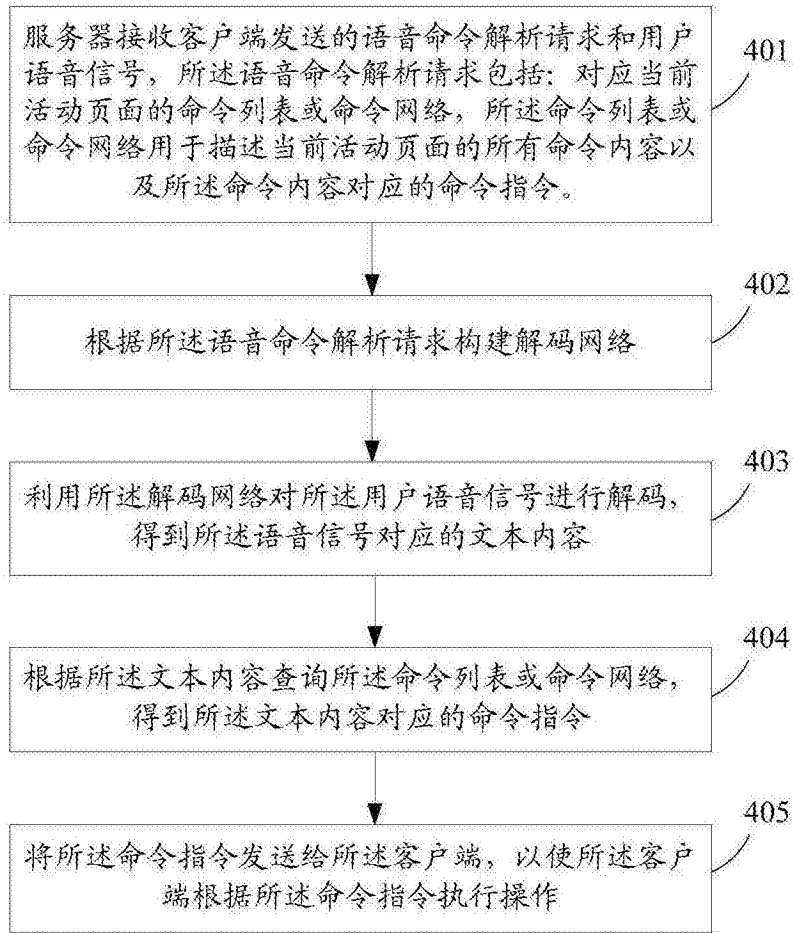 服务器接收客户端发送的语音命令解析请求和用户
语音信号，所述语音命令解析请求包括：对应当前
活动页面的命令列表或命令网络，所述命令列表或
命令网络用于描述当前活动页面的所有命令内容以
及所述命令内容对应的命令指令。
401
402
根据所述语音命令解析请求构建解码网络
403
利用所述解码网络对所述用户语音信号进行解码，
得到所述语音信号对应的文本内容
404
根据所述文本内容查询所述命令列表或命令网络，
得到所述文本内容对应的命令指令
405
将所述命令指令发送给所述客户端，以使所述客户
端根据所述命令指令执行操作